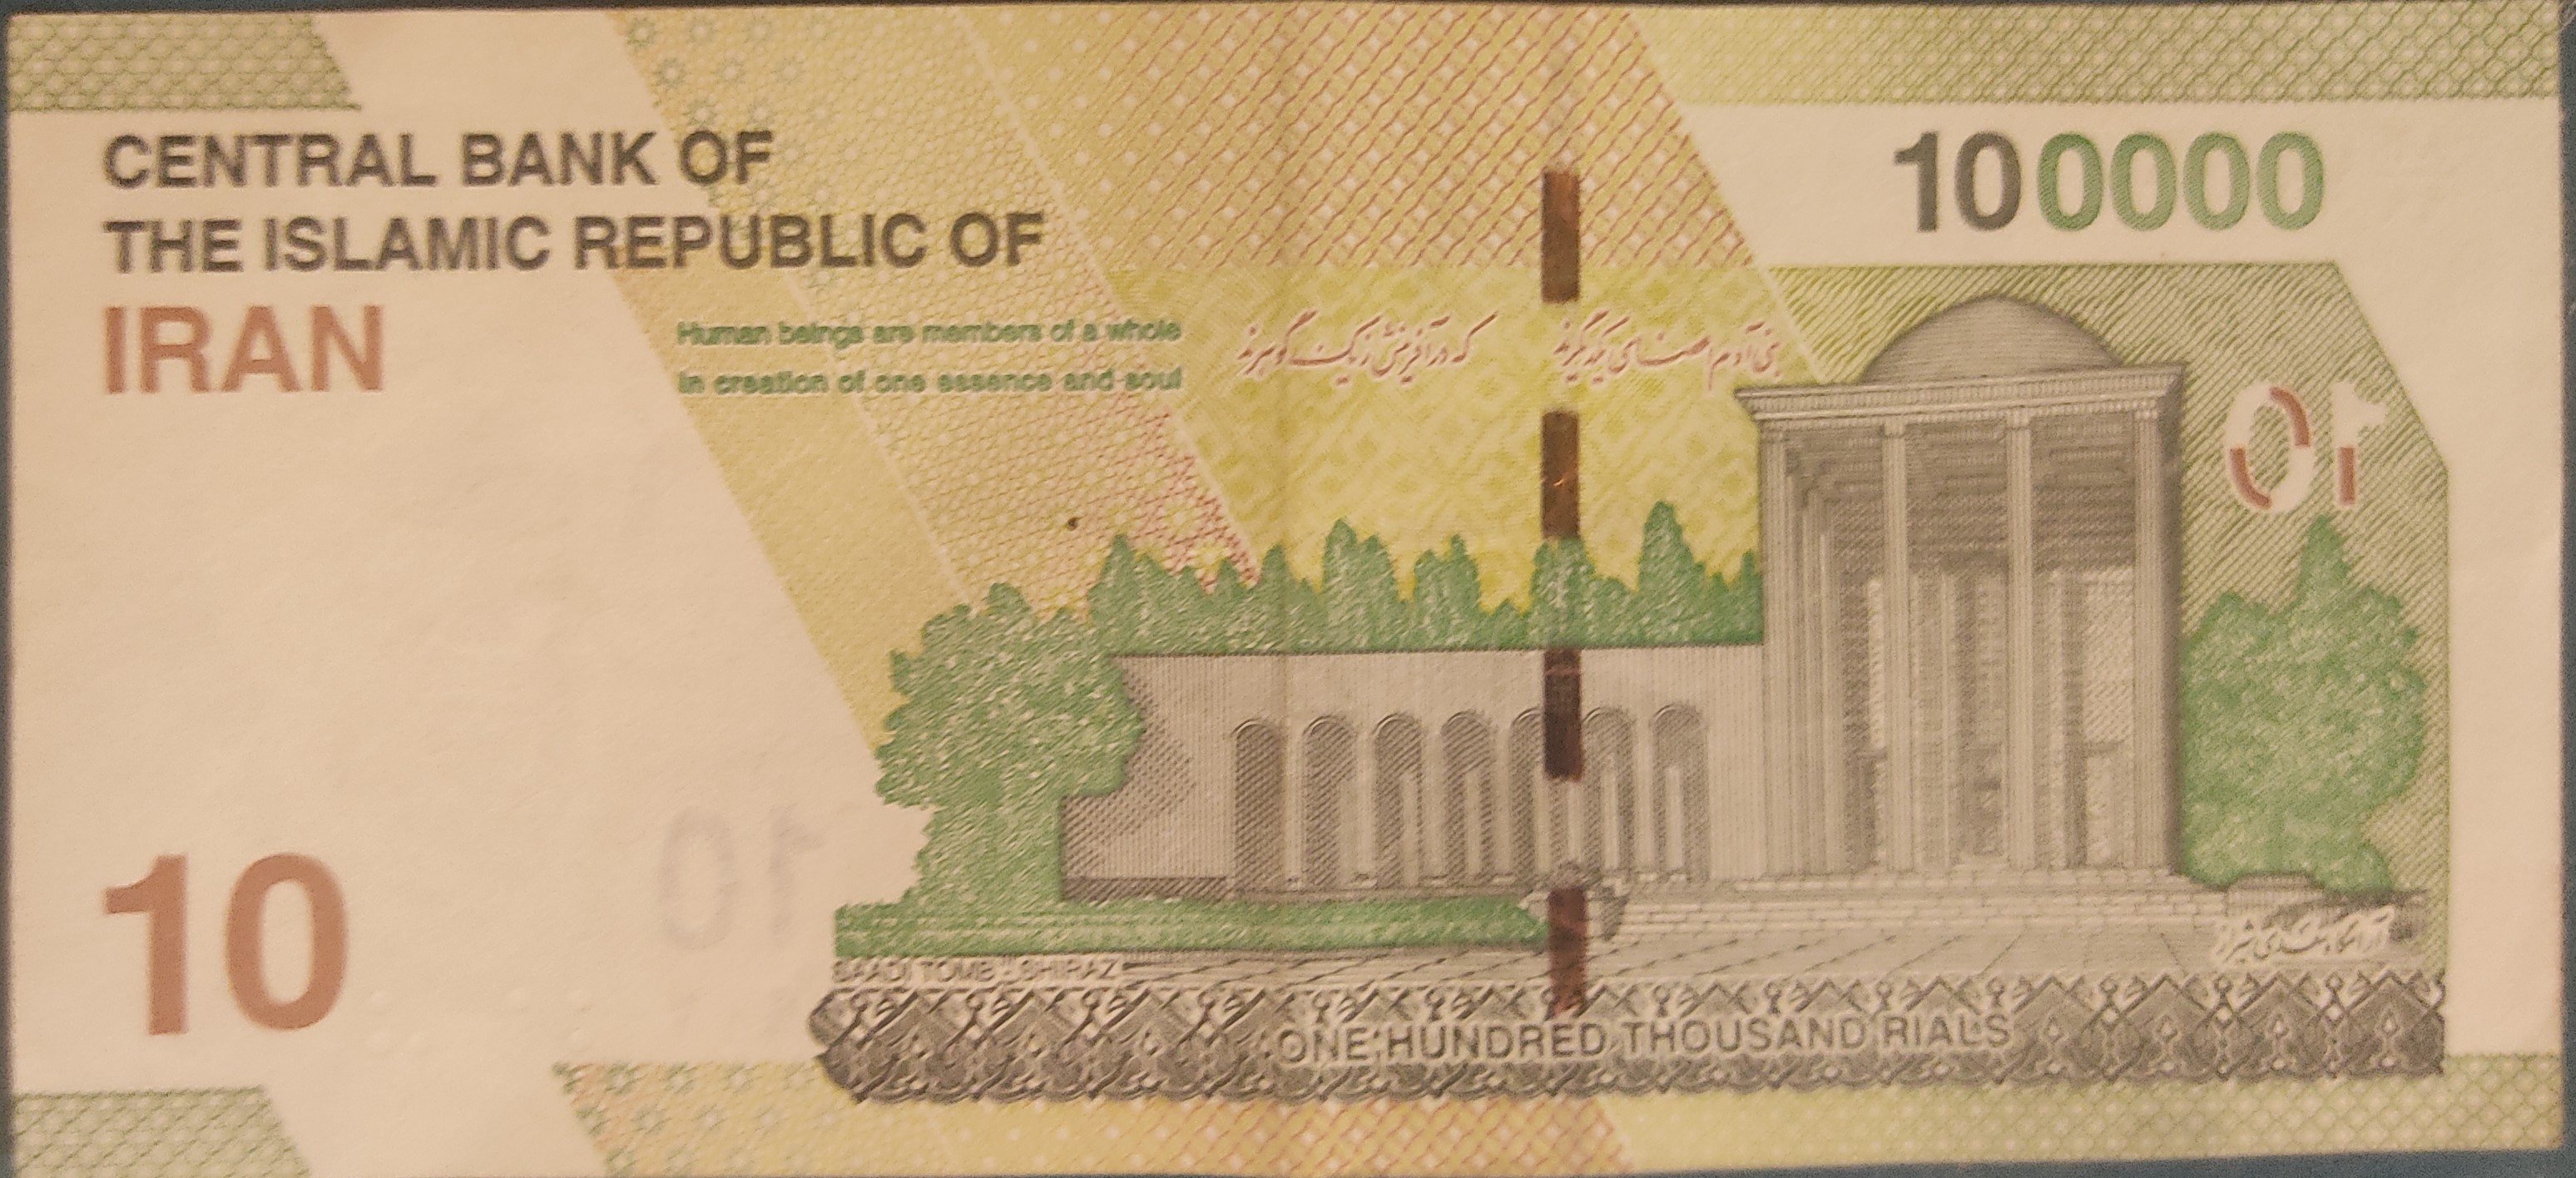 CENTRAL BANK OF
THE ISLAMIC REPUBLIC OF
IRAN
100000
Human beings are members of a whole
In creation of one essence and soul
بنی آدم اعضای یکدیگرند
که در آفرینش ز یک گوهرند
10
10
10
آرامگاه سعدی شیراز
SAADI TOMB - SHIRAZ
ONE HUNDRED THOUSAND RIALS